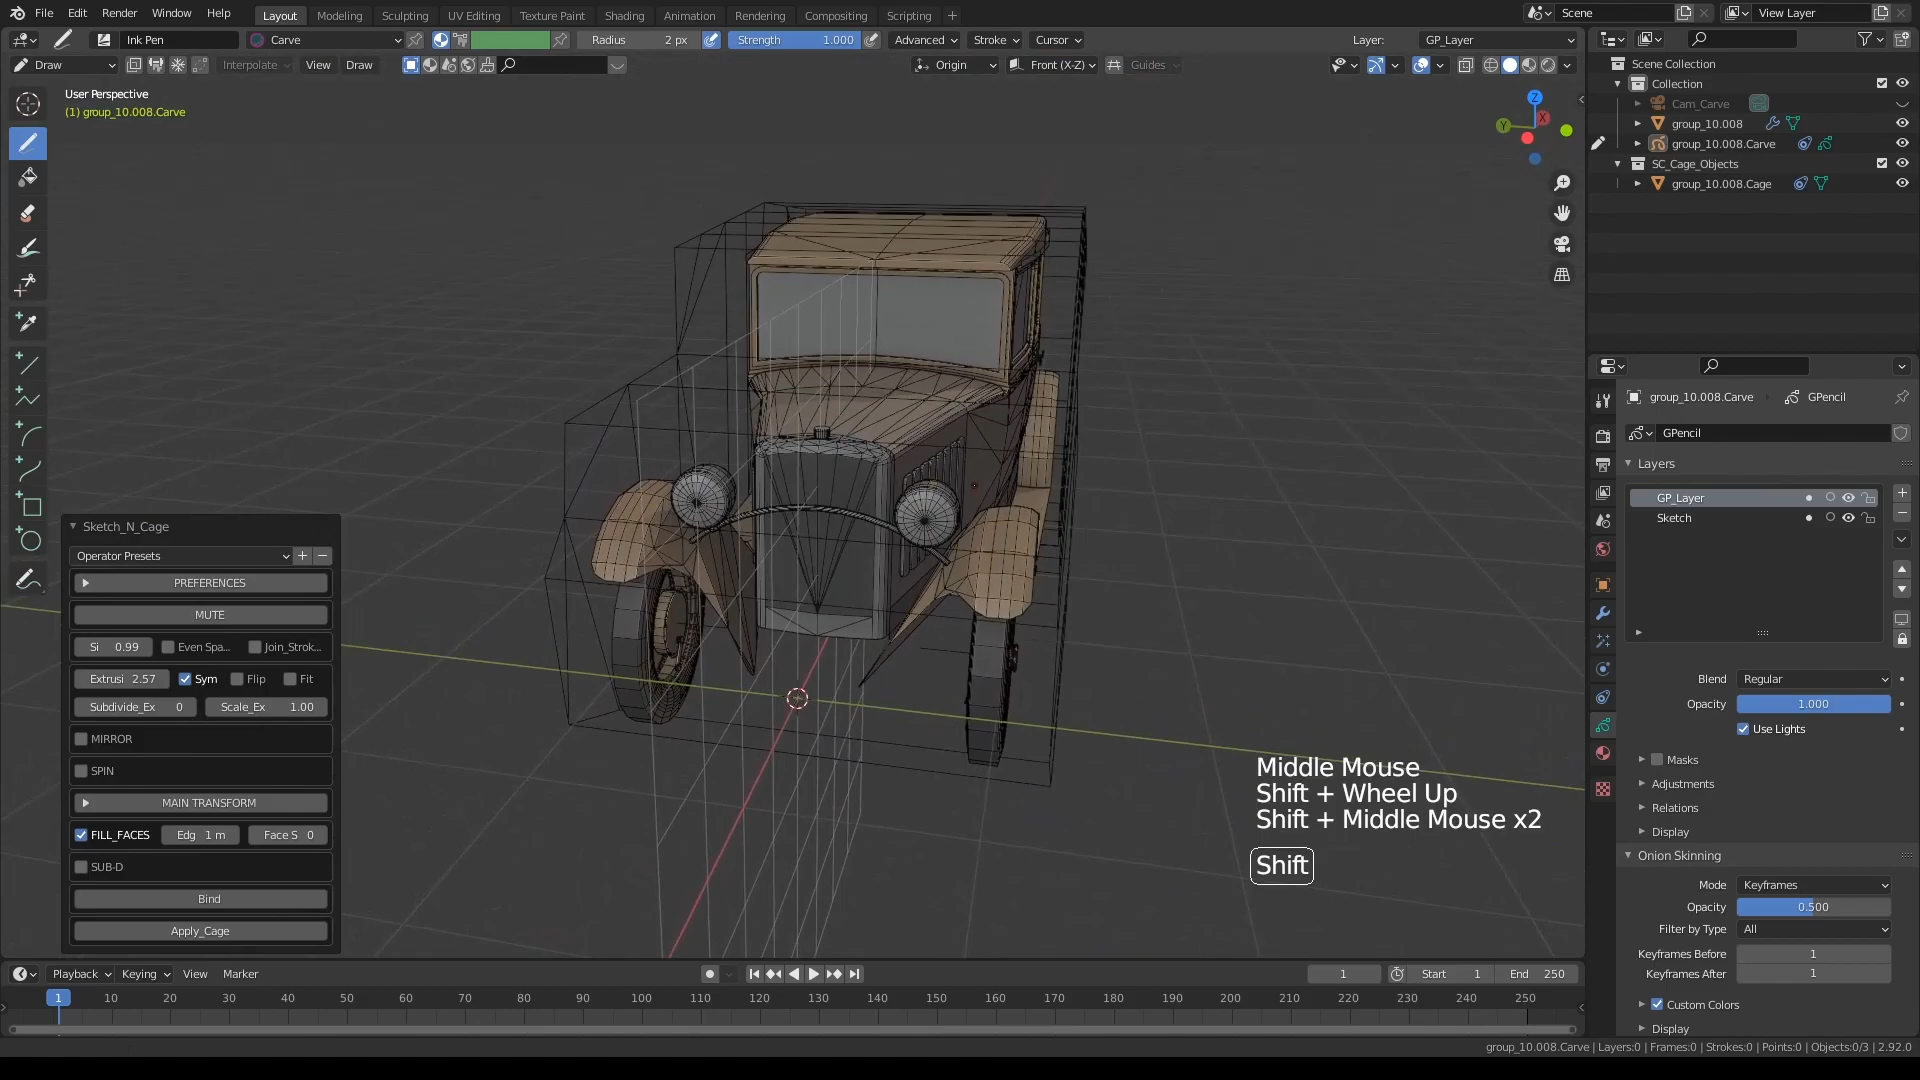 File Edit Render Window Help Layout Modeling Sculpting UV Editing Texture Paint Shading Animation Rendering Compositing Scripting + Scene View Layer
Ink Pen Carve Radius 2 px Strength 1.000 Advanced Stroke Cursor Layer: GP_Layer
Draw Interpolate View Draw Origin Front (X-Z) Guides
User Perspective
(1) group_10.008.Carve
Z
Y
X
Scene Collection
Collection
Cam_Carve
group_10.008
group_10.008.Carve
SC_Cage_Objects
group_10.008.Cage
group_10.008.Carve GPencil
GPencil
Layers
GP_Layer
Sketch
Blend Regular
Opacity 1.000
Use Lights
Masks
Adjustments
Relations
Display
Onion Skinning
Mode Keyframes
Opacity 0.500
Filter by Type All
Keyframes Before 1
Keyframes After 1
Custom Colors
Display
Sketch_N_Cage
Operator Presets + −
PREFERENCES
MUTE
Si 0.99 Even Spa... Join_Strok...
Extrusi 2.57 Sym Flip Fit
Subdivide_Ex 0 Scale_Ex 1.00
MIRROR
SPIN
MAIN TRANSFORM
FILL_FACES Edg 1 m Face S 0
SUB-D
Bind
Apply_Cage
Middle Mouse
Shift + Wheel Up
Shift + Middle Mouse x2
Shift
Playback Keying View Marker 1 Start 1 End 250
1 10 20 30 40 50 60 70 80 90 100 110 120 130 140 150 160 170 180 190 200 210 220 230 240 250
group_10.008.Carve | Layers:0 | Frames:0 | Strokes:0 | Points:0 | Objects:0/3 | 2.92.0